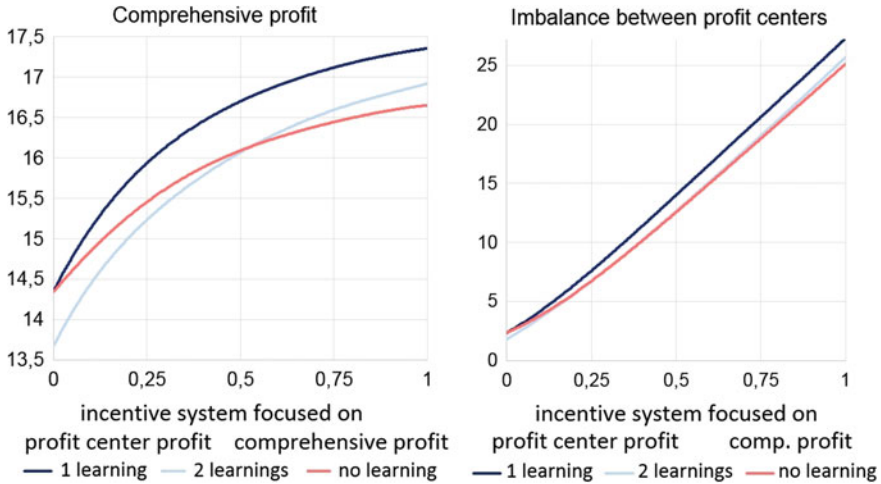 Comprehensive profit
17,5
17
16,5
16
15,5
15
14,5
14
13,5
0 0,25 0,5 0,75 1
incentive system focused on
profit center profit comprehensive profit
1 learning 2 learnings no learning
Imbalance between profit centers
25
20
15
10
5
0
0 0,25 0,5 0,75 1
incentive system focused on
profit center profit comp. profit
1 learning 2 learnings no learning